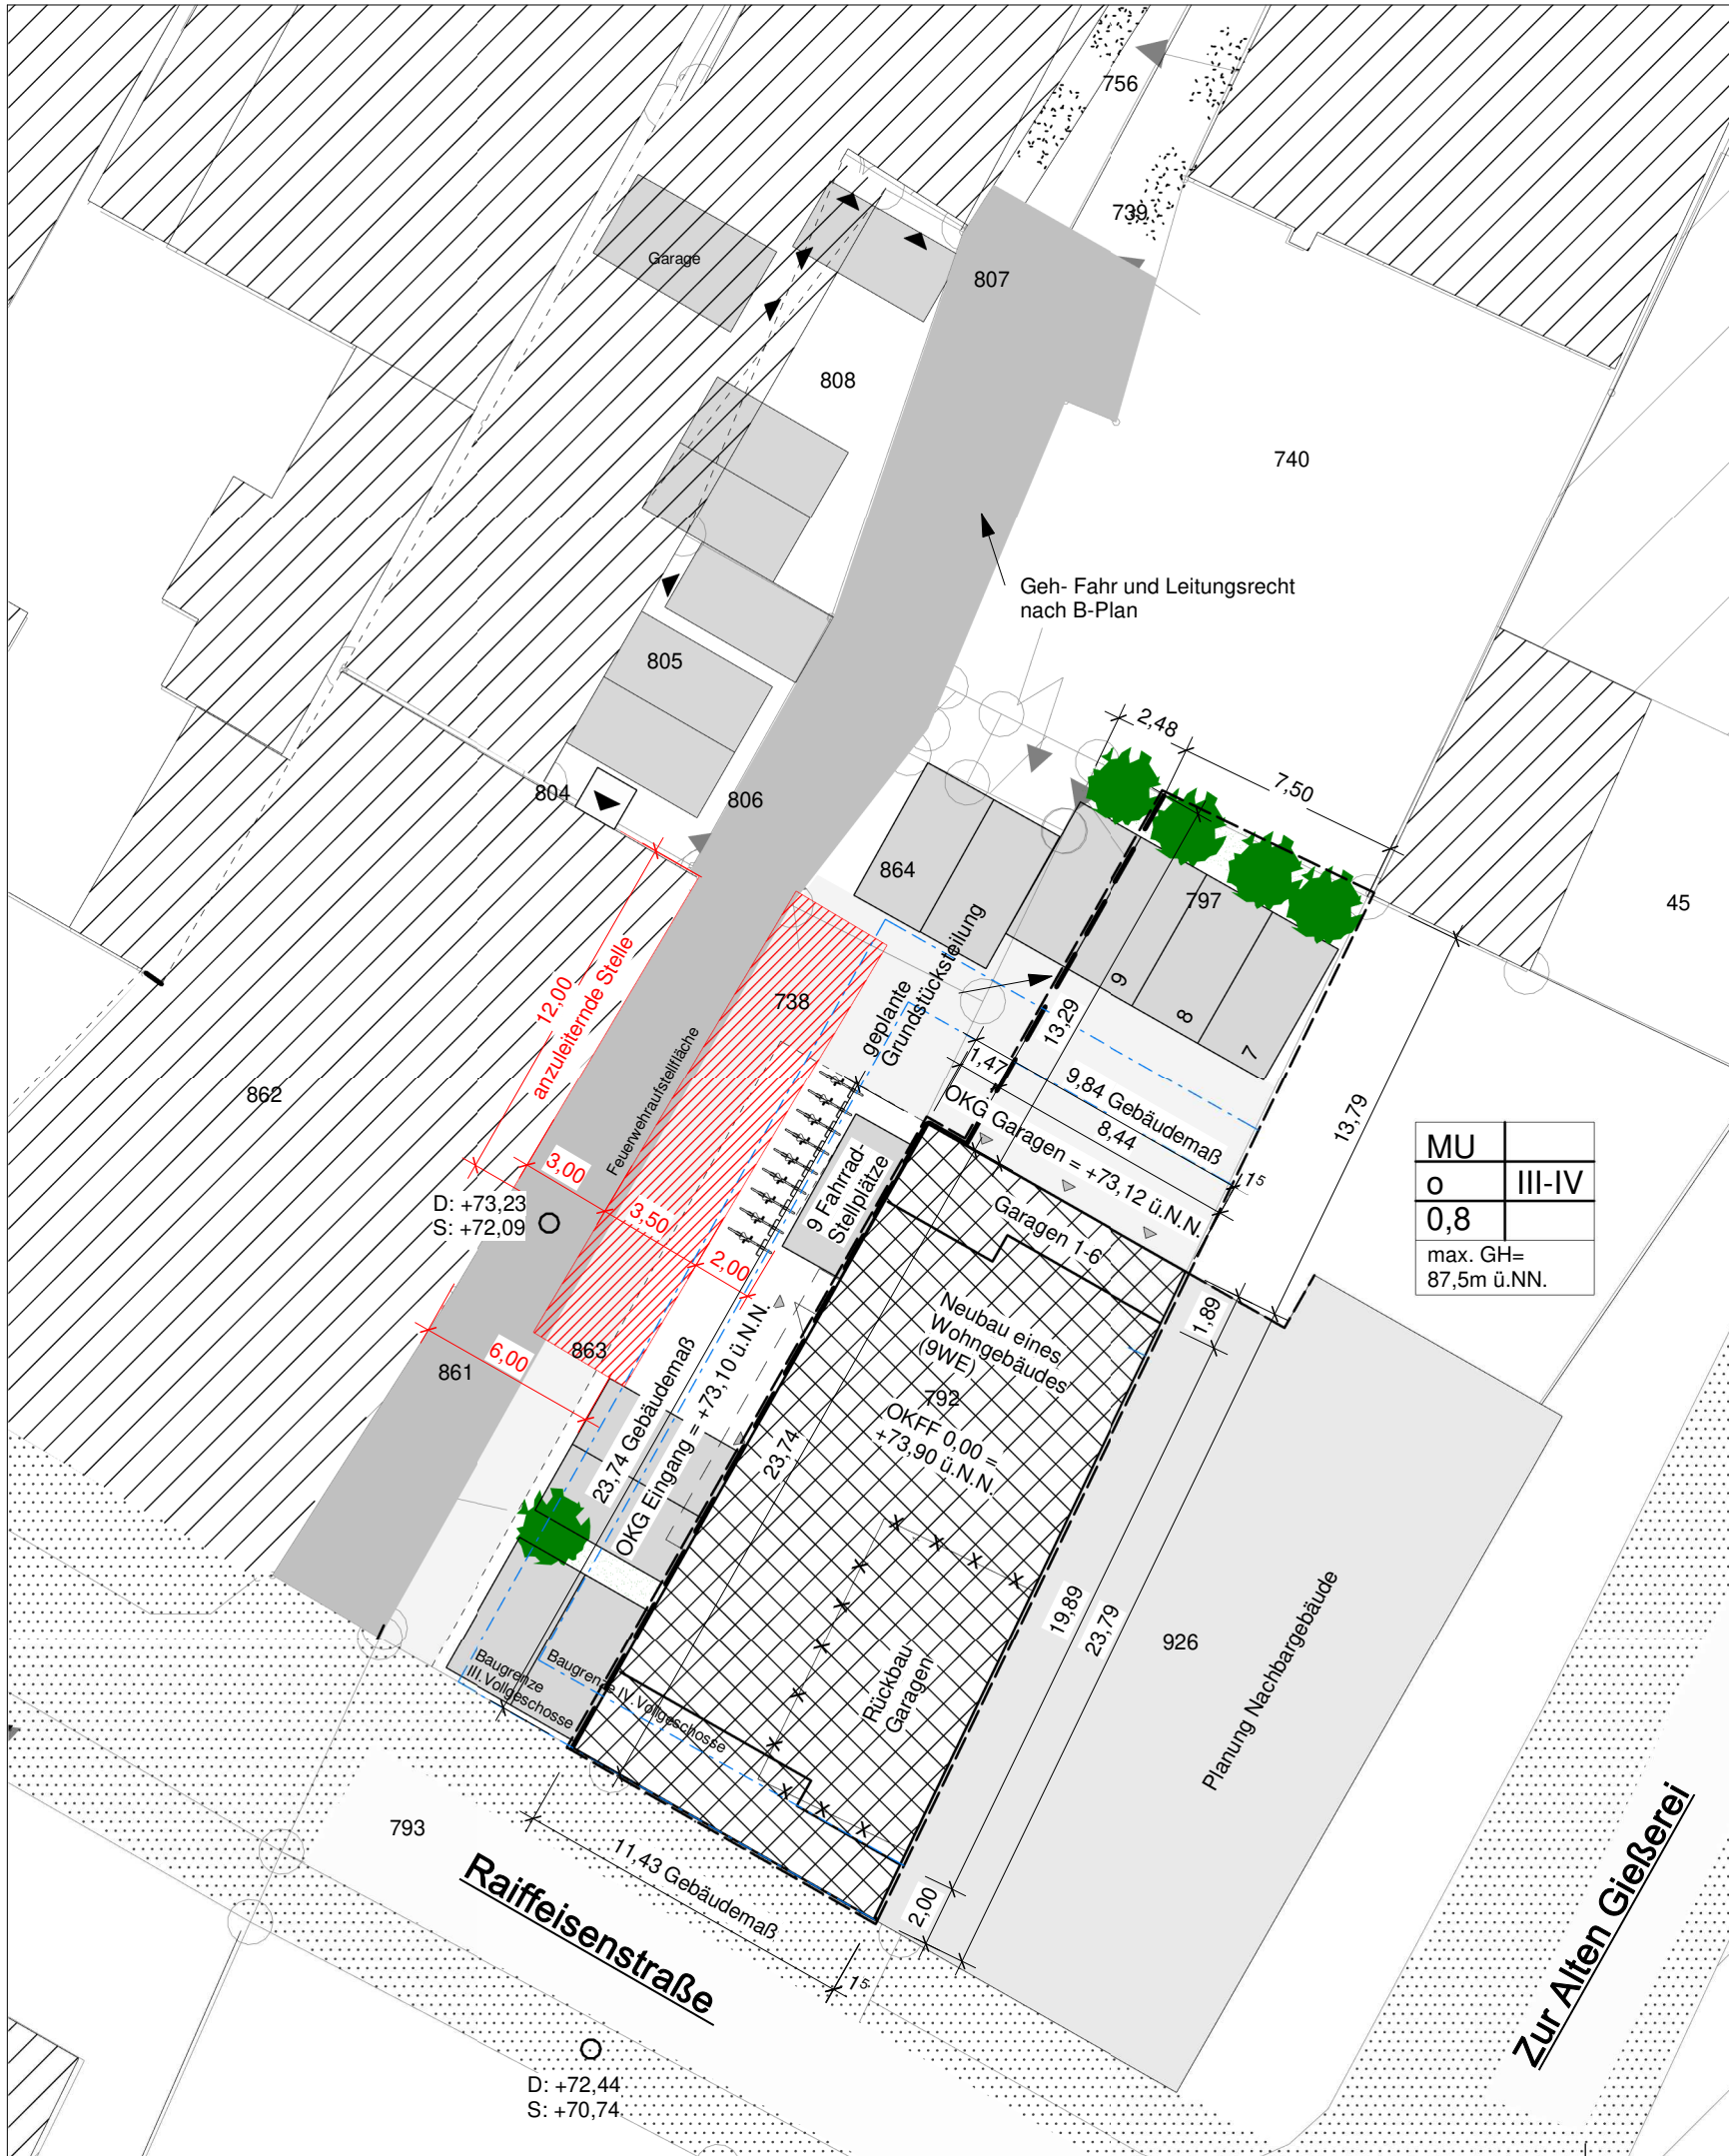 756
739
Garage
807
808
740
Geh- Fahr und Leitungsrecht
nach B-Plan
805
2,48
7,50
804
806
864
797
45
12,00
anzuleiternde Stelle
738
geplante
Grundstücksteilung
9
8
7
13,29
Feuerwehraufstellfläche
862
1,47
9,84 Gebäudemaß
OKG Garagen = +73,12 ü.N.N.
8,44
13,79
15
MU
o
III-IV
0,8
max. GH=
87,5m ü.NN.
3,00
D: +73,23
S: +72,09
3,50
2,00
9 Fahrrad-
Stellplätze
Garagen 1-6
1,89
6,00
863
861
23,74 Gebäudemaß
OKG Eingang = +73,10 ü.N.N.
Neubau eines
Wohngebäudes
(9WE)
792
OKFF 0,00 =
+73,90 ü.N.N.
23,74
19,89
23,79
926
Planung Nachbargebäude
Rückbau
Garagen
Baugrenze
III.Vollgeschosse
Baugrenze IV.Vollgeschosse
793
11,43 Gebäudemaß
15
2,00
Raiffeisenstraße
Zur Alten Gießerei
D: +72,44
S: +70,74